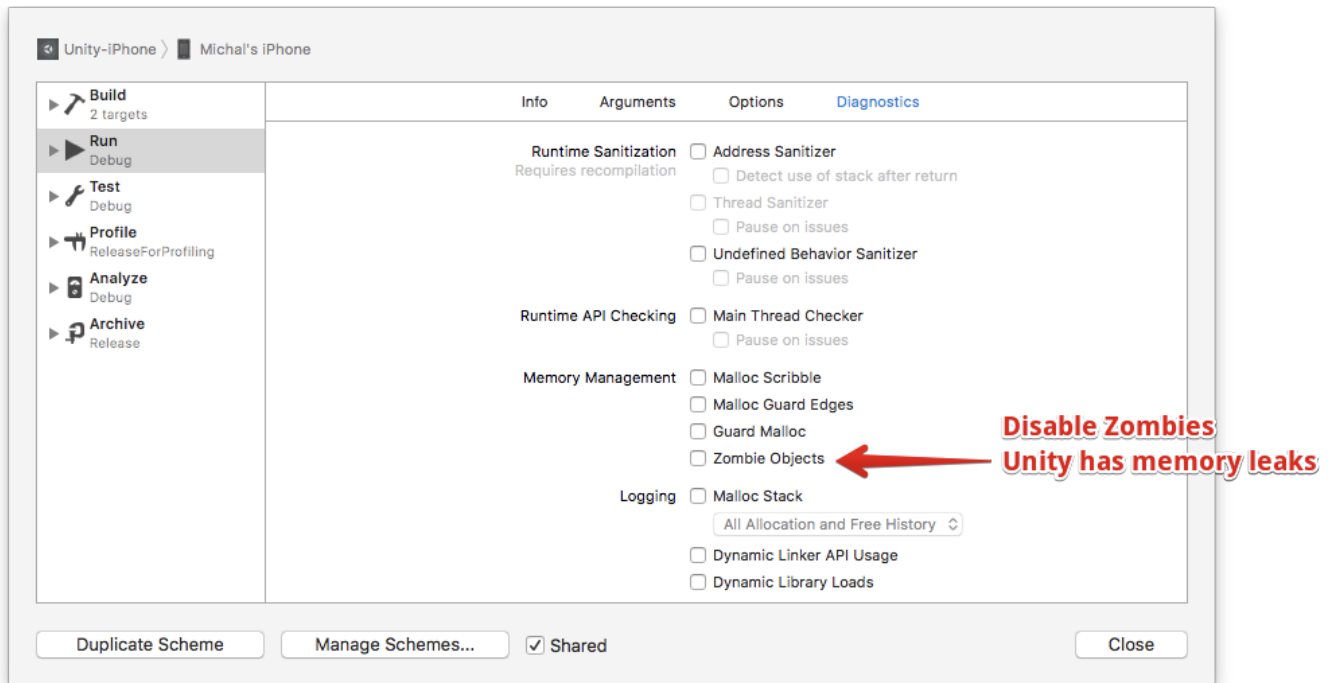 Unity-iPhone 〉 Michal's iPhone
Build
2 targets
Run
Debug
Test
Debug
Profile
ReleaseForProfiling
Analyze
Debug
Archive
Release
Info Arguments Options Diagnostics
Runtime Sanitization Address Sanitizer
Requires recompilation Detect use of stack after return
Thread Sanitizer
Pause on issues
Undefined Behavior Sanitizer
Pause on issues
Runtime API Checking Main Thread Checker
Pause on issues
Memory Management Malloc Scribble
Malloc Guard Edges
Guard Malloc
Zombie Objects
Disable Zombies
Unity has memory leaks
Logging Malloc Stack
All Allocation and Free History
Dynamic Linker API Usage
Dynamic Library Loads
Duplicate Scheme Manage Schemes... Shared Close